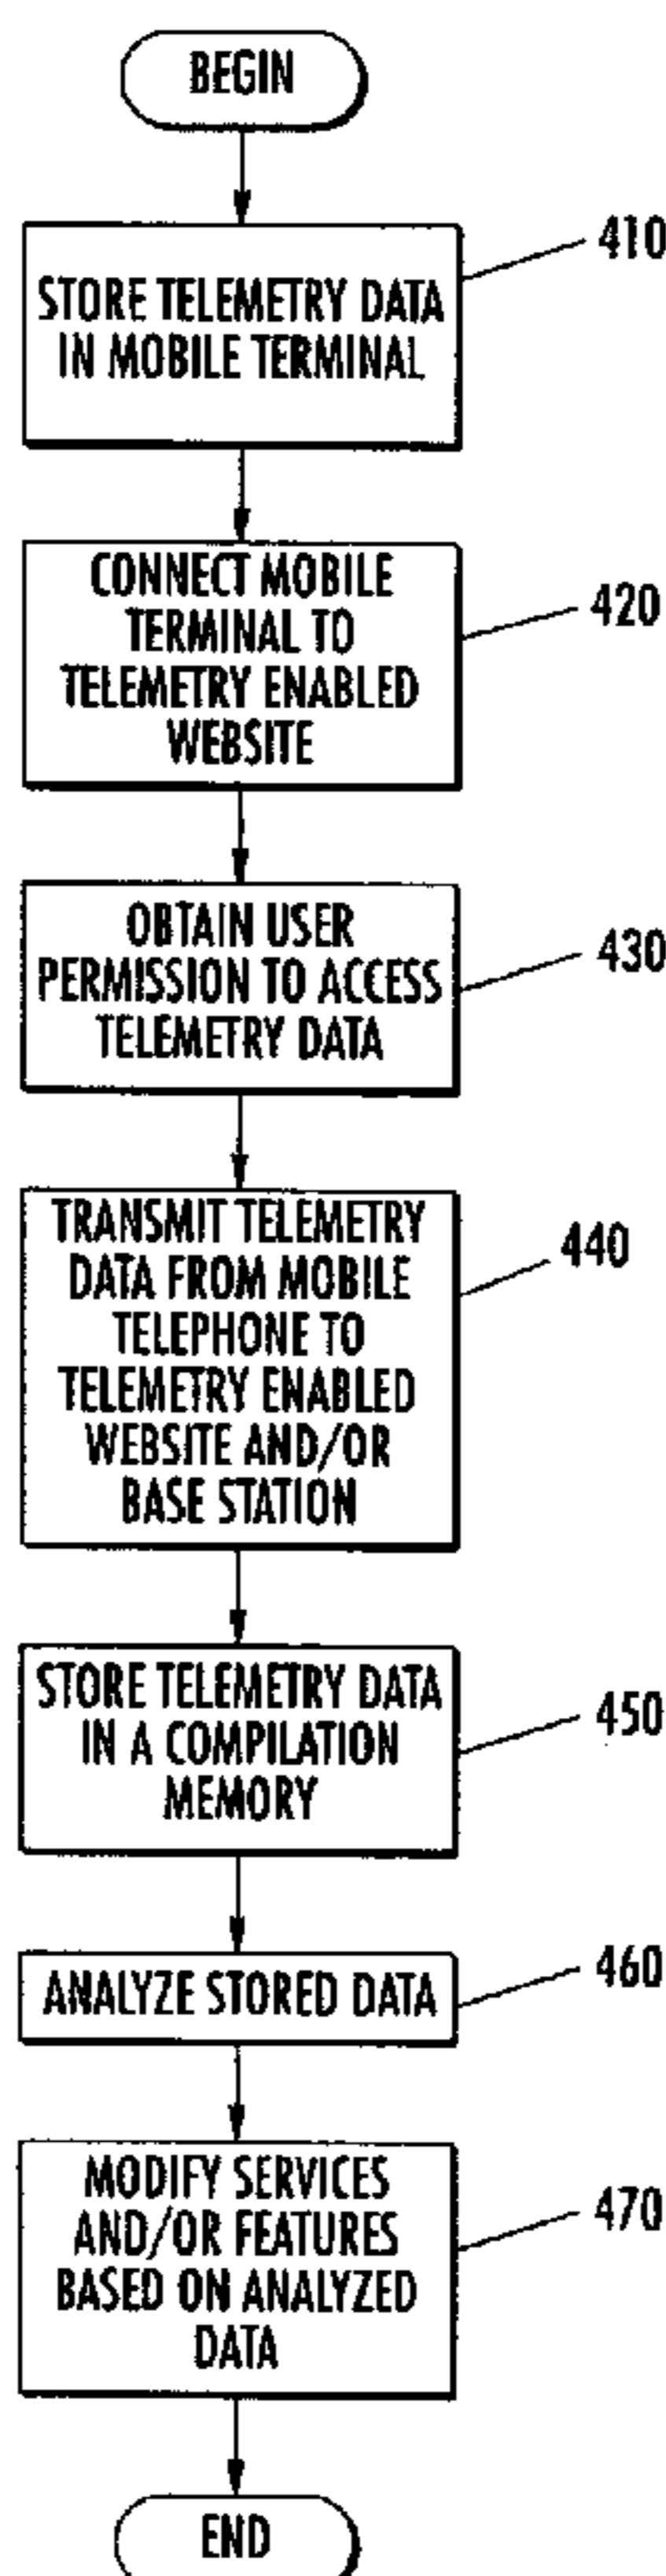 BEGIN
STORE TELEMETRY DATA
IN MOBILE TERMINAL
410
CONNECT MOBILE
TERMINAL TO
TELEMETRY ENABLED
WEBSITE
420
OBTAIN USER
PERMISSION TO ACCESS
TELEMETRY DATA
430
TRANSMIT TELEMETRY
DATA FROM MOBILE
TELEPHONE TO
TELEMETRY ENABLED
WEBSITE AND/OR
BASE STATION
440
STORE TELEMETRY DATA
IN A COMPILATION
MEMORY
450
ANALYZE STORED DATA
460
MODIFY SERVICES
AND/OR FEATURES
BASED ON ANALYZED
DATA
470
END